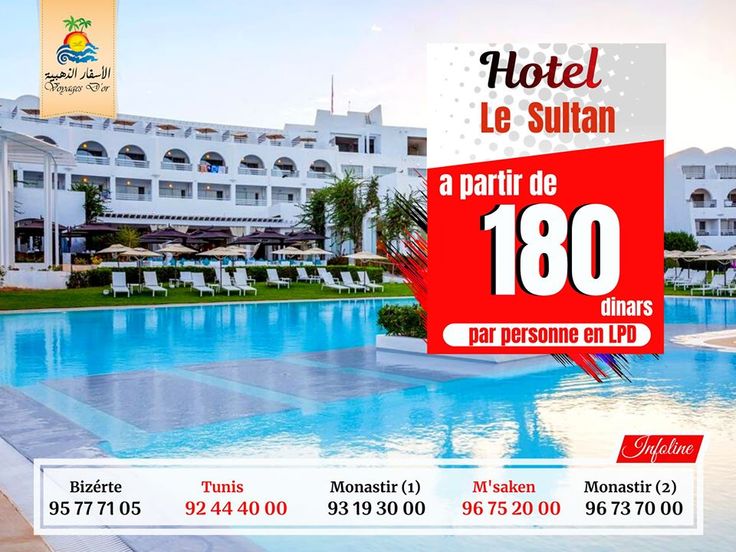 الأسفار الذهبية
Voyages D'or
Hotel
Le Sultan
a partir de
180
dinars
par personne en LPD
Infoline
Bizérte
95 77 71 05
Tunis
92 44 40 00
Monastir (1)
93 19 30 00
M'saken
96 75 20 00
Monastir (2)
96 73 70 00